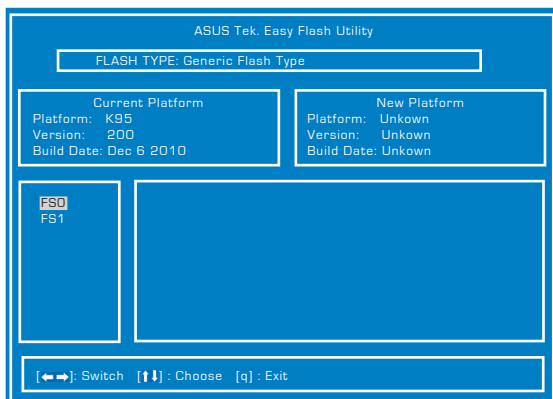 ASUS Tek. Easy Flash Utility
FLASH TYPE: Generic Flash Type
Current Platform
Platform: K95
Version: 200
Build Date: Dec 6 2010
New Platform
Platform: Unkown
Version: Unkown
Build Date: Unkown
FS0
FS1
[⬅➡]: Switch [⬆⬇] : Choose [q] : Exit